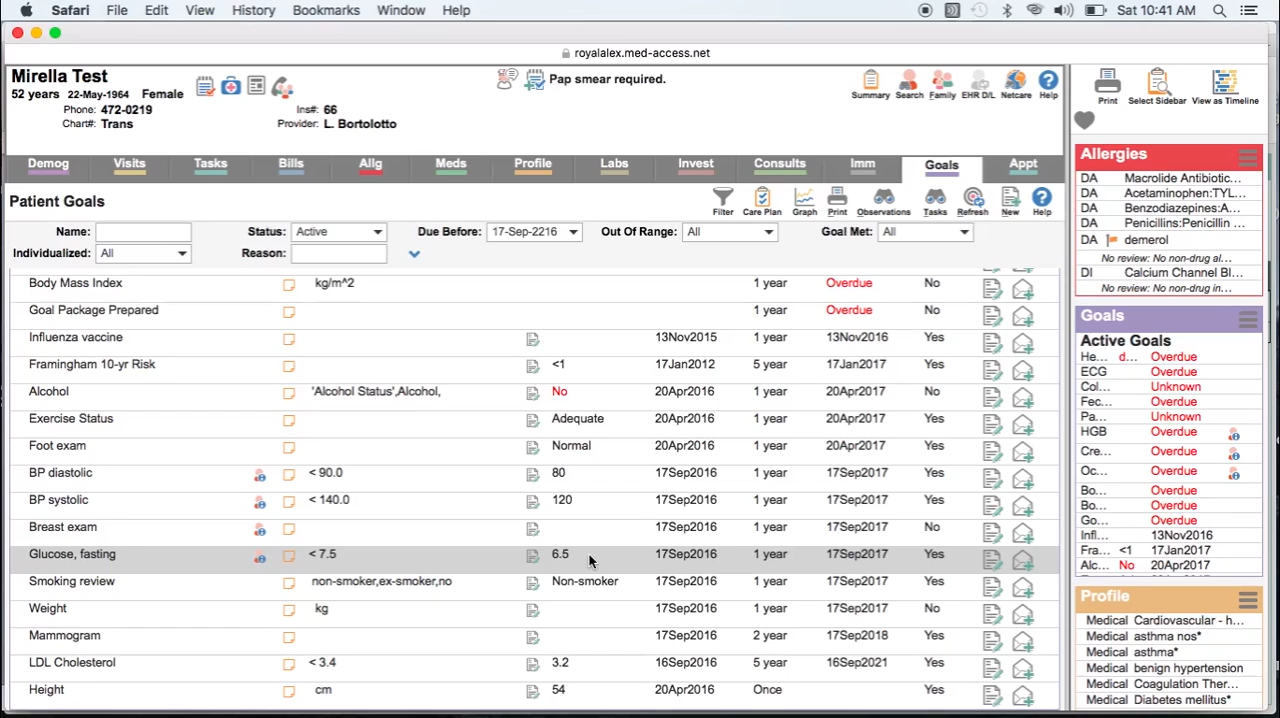 Safari File Edit View History Bookmarks Window Help Sat 10:41 AM
royalalex.med-access.net
Mirella Test
52 years 22-May-1964 Female
Phone: 472-0219
Chart#: Trans
Ins#: 66
Provider: L. Bortolotto
Pap smear required.
Summary Search Family EHR D/L Netcare Help
Print Select Sidebar View as Timeline
Demog Visits Tasks Bills Allg Meds Profile Labs Invest Consults Imm Goals Appt
Patient Goals
Filter Care Plan Graph Print Observations Tasks Refresh New Help
Name: Status: Active Due Before: 17-Sep-2216 Out Of Range: All Goal Met: All
Individualized: All Reason:
Body Mass Index kg/m^2 1 year Overdue No
Goal Package Prepared 1 year Overdue No
Influenza vaccine 13Nov2015 1 year 13Nov2016 Yes
Framingham 10-yr Risk <1 17Jan2012 5 year 17Jan2017 Yes
Alcohol 'Alcohol Status',Alcohol, No 20Apr2016 1 year 20Apr2017 No
Exercise Status Adequate 20Apr2016 1 year 20Apr2017 Yes
Foot exam Normal 20Apr2016 1 year 20Apr2017 Yes
BP diastolic < 90.0 80 17Sep2016 1 year 17Sep2017 Yes
BP systolic < 140.0 120 17Sep2016 1 year 17Sep2017 Yes
Breast exam 17Sep2016 1 year 17Sep2017 No
Glucose, fasting < 7.5 6.5 17Sep2016 1 year 17Sep2017 Yes
Smoking review non-smoker,ex-smoker,no Non-smoker 17Sep2016 1 year 17Sep2017 Yes
Weight kg 17Sep2016 1 year 17Sep2017 No
Mammogram 17Sep2016 2 year 17Sep2018 Yes
LDL Cholesterol < 3.4 3.2 16Sep2016 5 year 16Sep2021 Yes
Height cm 54 20Apr2016 Once Yes
Allergies
DA Macrolide Antibiotic...
DA Acetaminophen:TYL...
DA Benzodiazepines:A...
DA Penicillins:Penicillin ...
DA demerol
No review: No non-drug al...
DI Calcium Channel Bl...
No review: No non-drug in...
Goals
Active Goals
He... d... Overdue
ECG Overdue
Col... Unknown
Fec... Overdue
Pa... Unknown
HGB Overdue
Cre... Overdue
Oc... Overdue
Bo... Overdue
Bo... Overdue
Go... Overdue
Infl... 13Nov2016
Fra... <1 17Jan2017
Alc... No 20Apr2017
Profile
Medical Cardiovascular - h...
Medical asthma nos*
Medical asthma*
Medical benign hypertension
Medical Coagulation Ther...
Medical Diabetes mellitus*